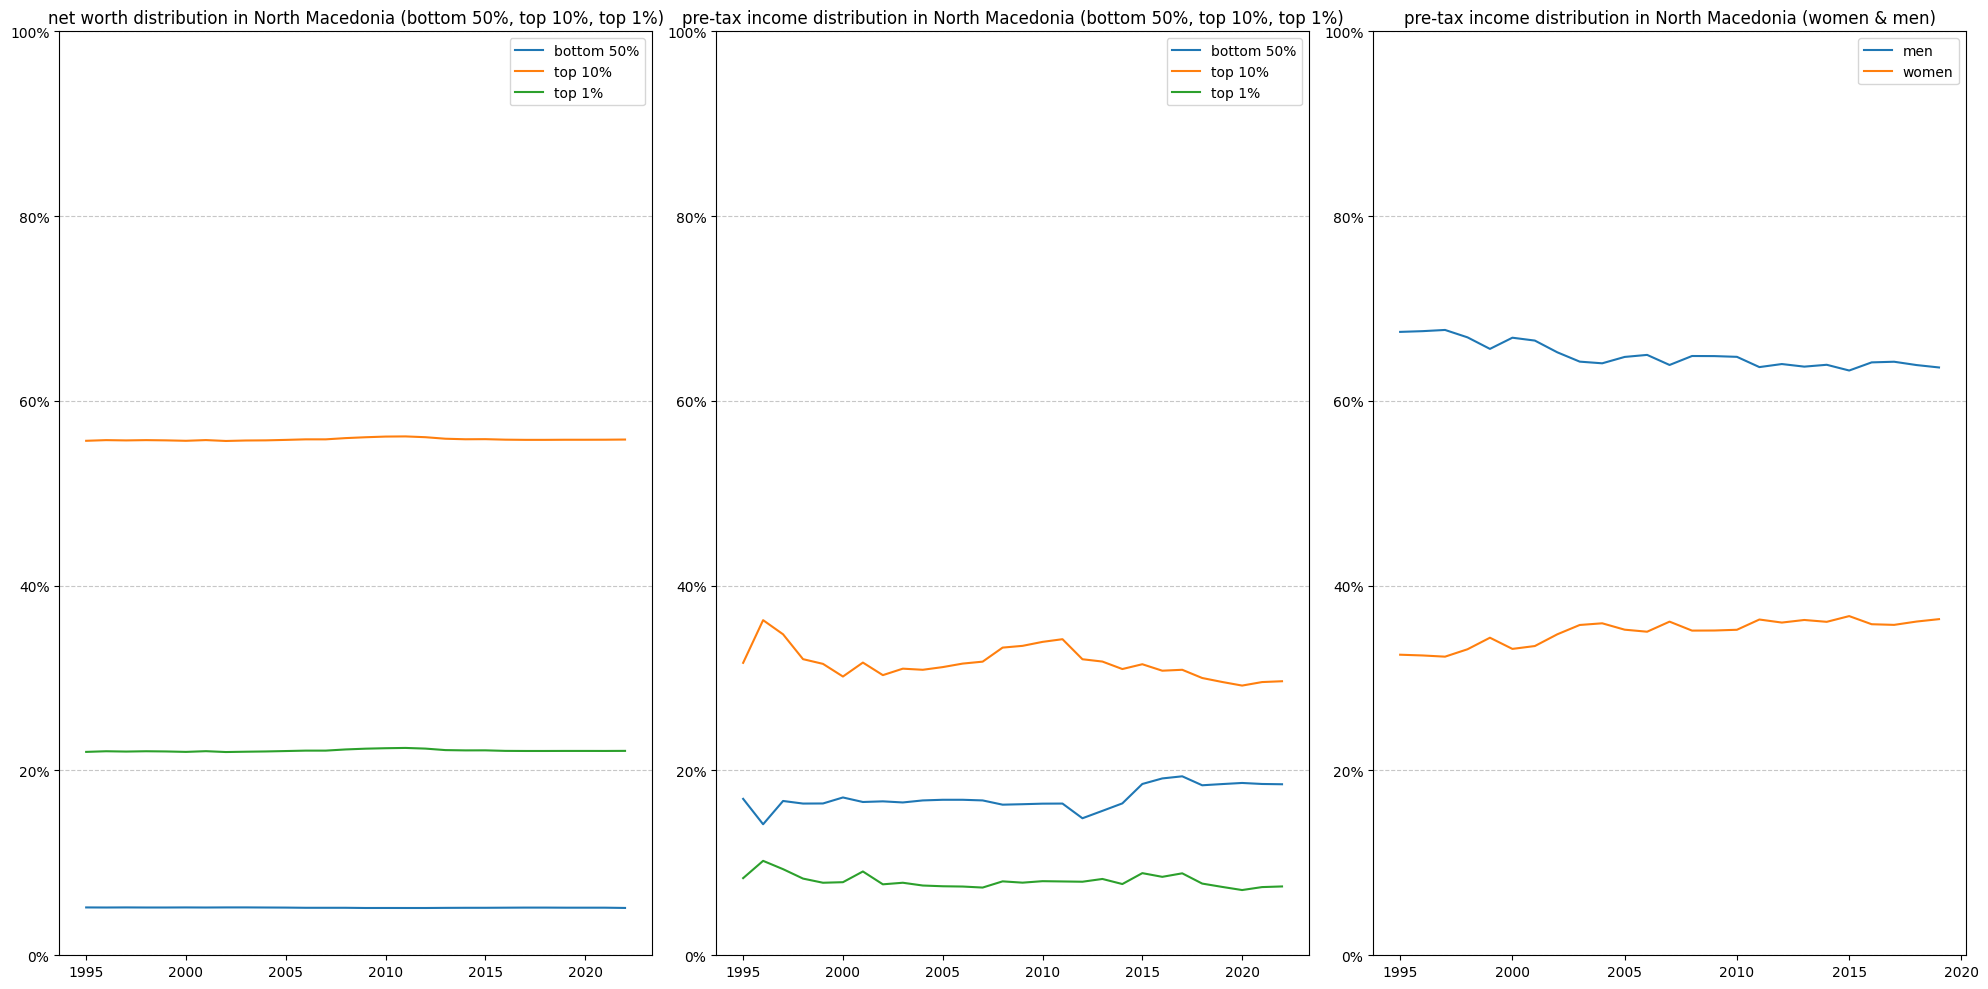 net worth distribution in North Macedonia (bottom 50%, top 10%, top 1%)
100%
80%
60%
40%
20%
0%
1995 2000 2005 2010 2015 2020
bottom 50%
top 10%
top 1%
pre-tax income distribution in North Macedonia (bottom 50%, top 10%, top 1%)
100%
80%
60%
40%
20%
0%
1995 2000 2005 2010 2015 2020
bottom 50%
top 10%
top 1%
pre-tax income distribution in North Macedonia (women & men)
100%
80%
60%
40%
20%
0%
1995 2000 2005 2010 2015 2020
men
women